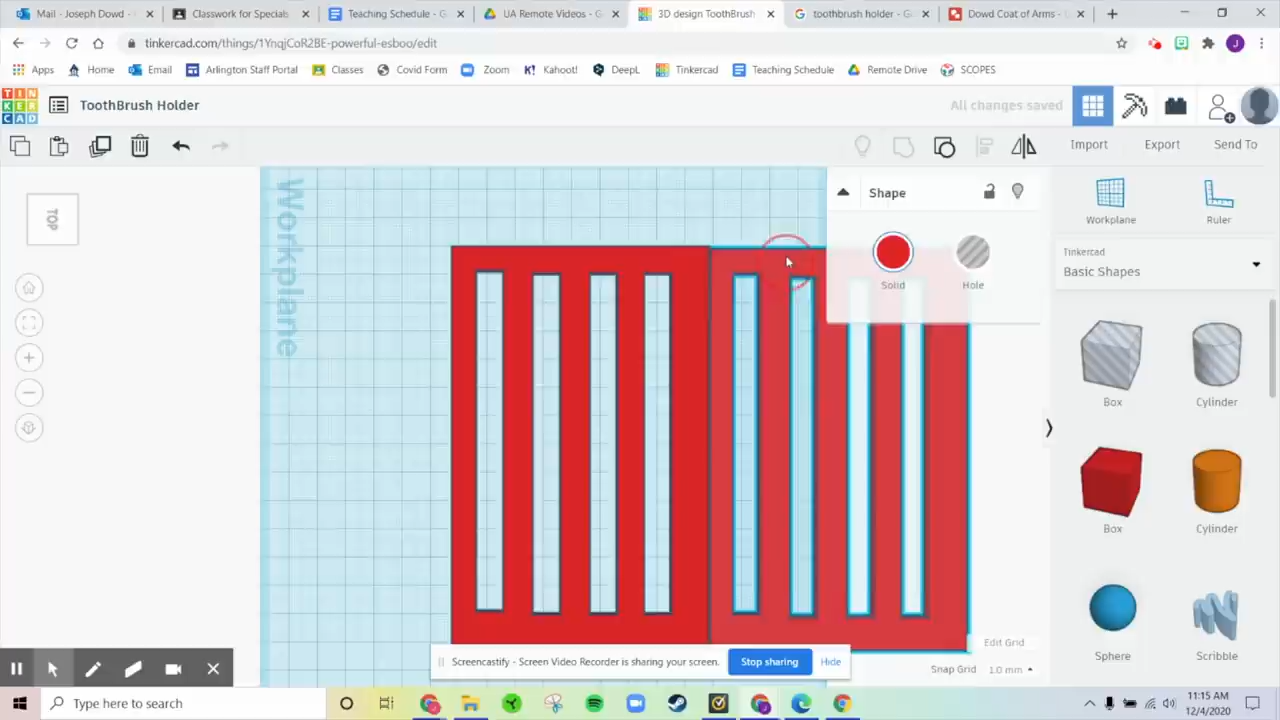 Mail - Joseph Dowd - Outlook
Classwork for Specials
Teaching Schedule - G
UA Remote Videos - G
3D design ToothBrush
toothbrush holder - G
Dowd Coat of Arms - 
tinkercad.com/things/1YnqjCoR2BE-powerful-esboo/edit
J
Apps
Home
Email
Arlington Staff Portal
Classes
Covid Form
Zoom
Kahoot!
DeepL
Tinkercad
Teaching Schedule
Remote Drive
SCOPES
TIN
KER
CAD
ToothBrush Holder
All changes saved
Import
Export
Send To
TOP
Workplane
Shape
Solid
Hole
Workplane
Ruler
Tinkercad
Basic Shapes
Box
Cylinder
Box
Cylinder
Sphere
Scribble
Edit Grid
Snap Grid
1.0 mm
Screencastify - Screen Video Recorder is sharing your screen.
Stop sharing
Hide
Type here to search
11:15 AM
12/4/2020